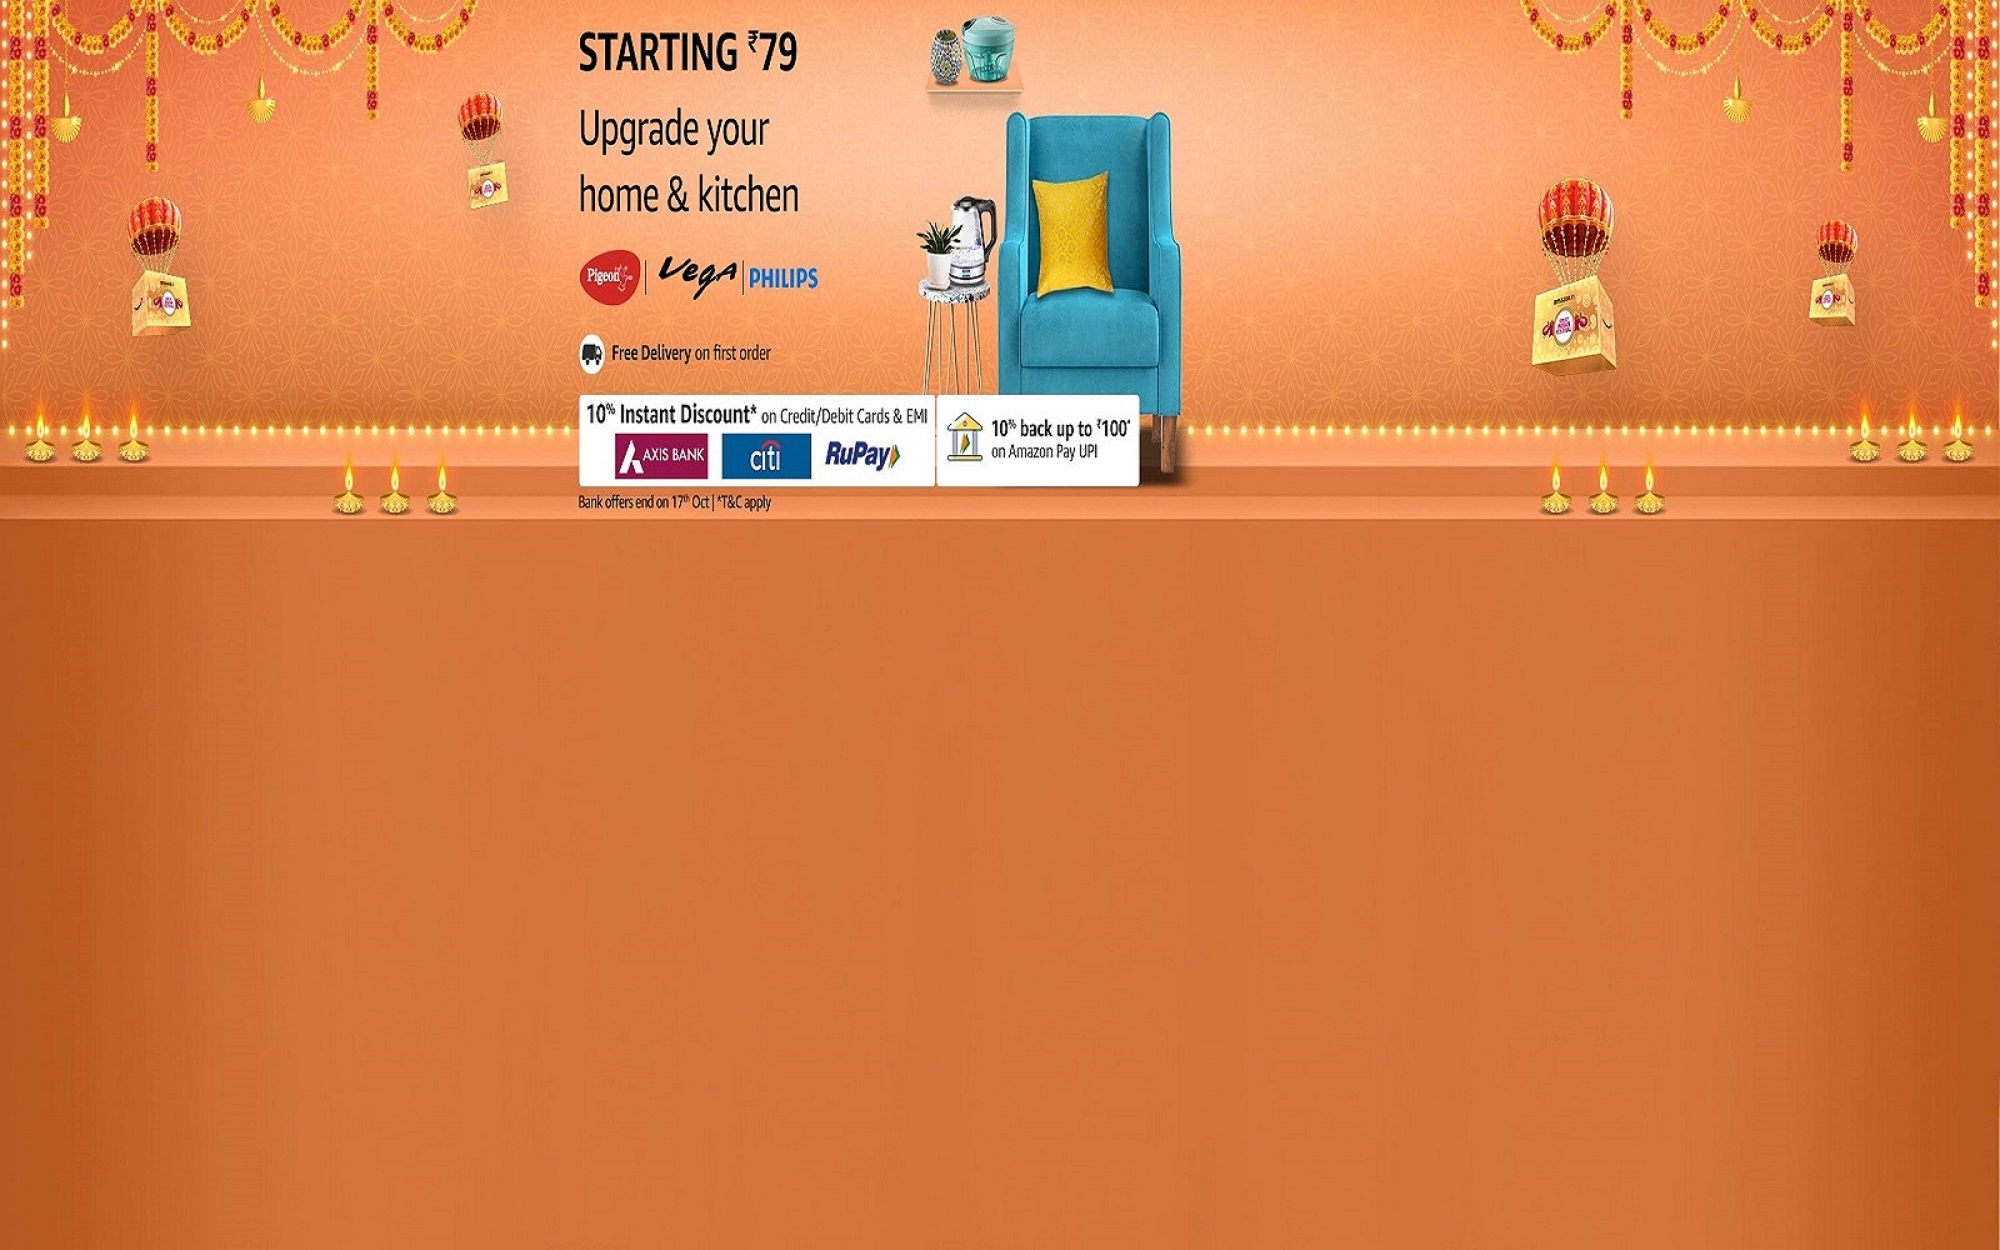 STARTING ₹79
Upgrade your
home & kitchen
Pigeon | VEGA | PHILIPS
Free Delivery on first order
10% Instant Discount* on Credit/Debit Cards & EMI
AXIS BANK citi RuPay
10% back up to ₹100*
on Amazon Pay UPI
Bank offers end on 17th Oct | *T&C apply